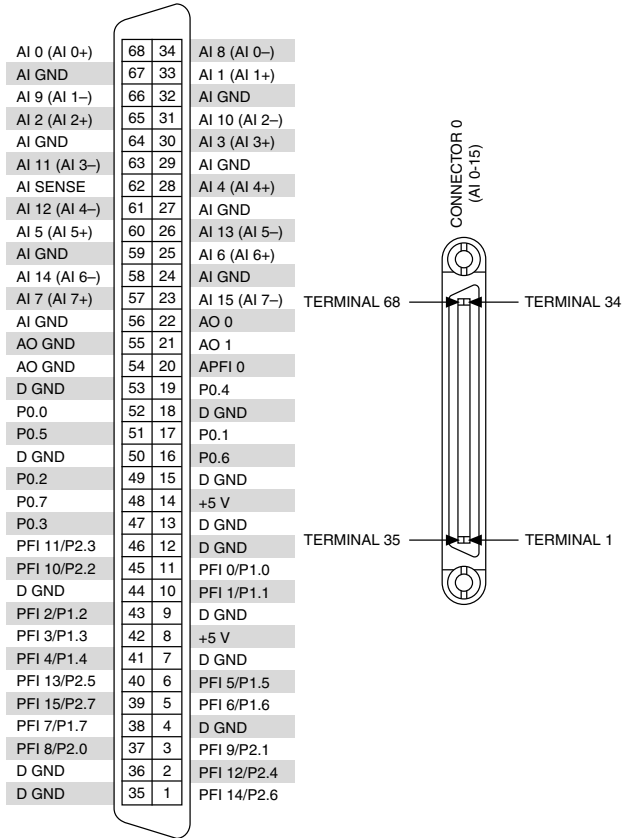 AI 0 (AI 0+) 68 34 AI 8 (AI 0–)
AI GND 67 33 AI 1 (AI 1+)
AI 9 (AI 1–) 66 32 AI GND
AI 2 (AI 2+) 65 31 AI 10 (AI 2–)
AI GND 64 30 AI 3 (AI 3+)
AI 11 (AI 3–) 63 29 AI GND
AI SENSE 62 28 AI 4 (AI 4+)
AI 12 (AI 4–) 61 27 AI GND
AI 5 (AI 5+) 60 26 AI 13 (AI 5–)
AI GND 59 25 AI 6 (AI 6+)
AI 14 (AI 6–) 58 24 AI GND
AI 7 (AI 7+) 57 23 AI 15 (AI 7–)
AI GND 56 22 AO 0
AO GND 55 21 AO 1
AO GND 54 20 APFI 0
D GND 53 19 P0.4
P0.0 52 18 D GND
P0.5 51 17 P0.1
D GND 50 16 P0.6
P0.2 49 15 D GND
P0.7 48 14 +5 V
P0.3 47 13 D GND
PFI 11/P2.3 46 12 D GND
PFI 10/P2.2 45 11 PFI 0/P1.0
D GND 44 10 PFI 1/P1.1
PFI 2/P1.2 43 9 D GND
PFI 3/P1.3 42 8 +5 V
PFI 4/P1.4 41 7 D GND
PFI 13/P2.5 40 6 PFI 5/P1.5
PFI 15/P2.7 39 5 PFI 6/P1.6
PFI 7/P1.7 38 4 D GND
PFI 8/P2.0 37 3 PFI 9/P2.1
D GND 36 2 PFI 12/P2.4
D GND 35 1 PFI 14/P2.6
CONNECTOR 0
(AI 0-15)
TERMINAL 68 TERMINAL 34
TERMINAL 35 TERMINAL 1